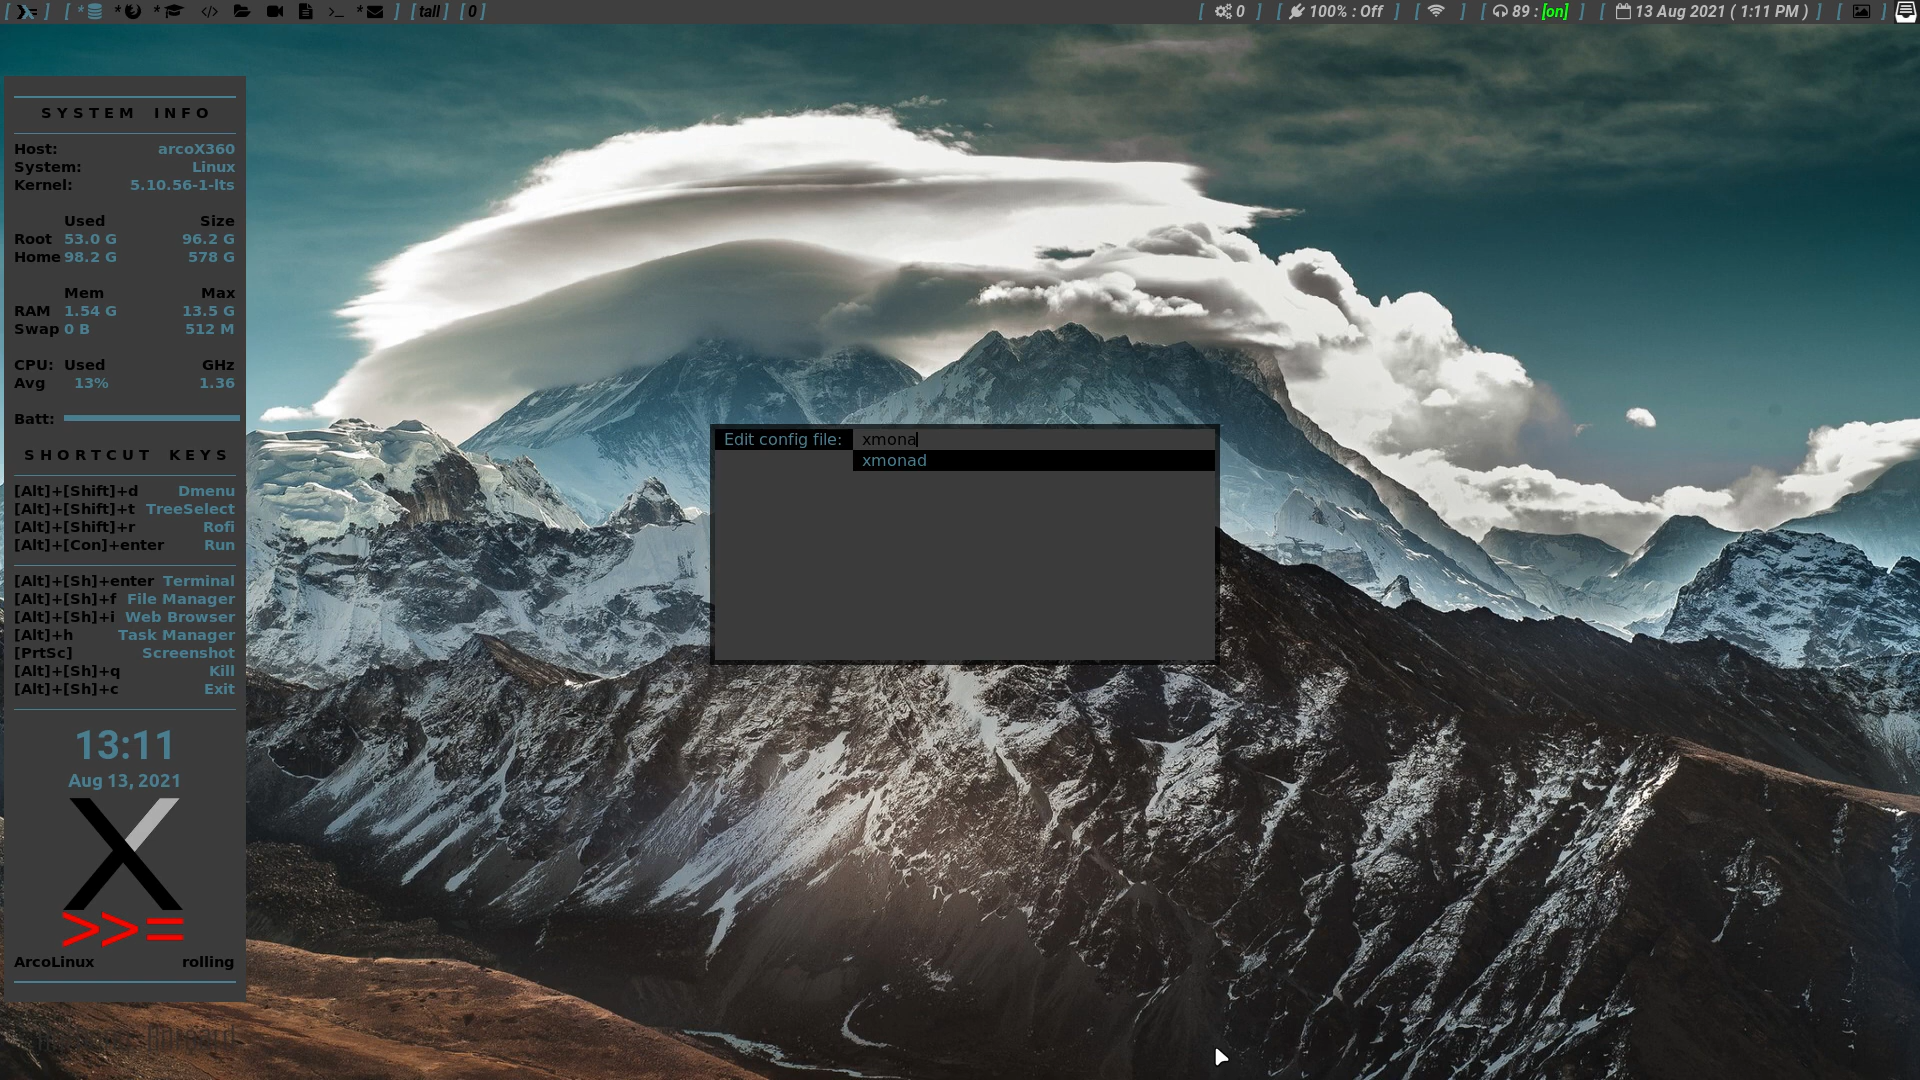 [ ] [ * * * * ] [ tall ] [ 0 ] [ 0 ] [ 100% : Off ] [ ] [ 89 : [on] ] [ 13 Aug 2021 ( 1:11 PM ) ] [ ]
SYSTEM INFO
Host: arcoX360
System: Linux
Kernel: 5.10.56-1-lts
Used Size
Root 53.0 G 96.2 G
Home 98.2 G 578 G
Mem Max
RAM 1.54 G 13.5 G
Swap 0 B 512 M
CPU: Used GHz
Avg 13% 1.36
Batt:
SHORTCUT KEYS
[Alt]+[Shift]+d Dmenu
[Alt]+[Shift]+t TreeSelect
[Alt]+[Shift]+r Rofi
[Alt]+[Con]+enter Run
[Alt]+[Sh]+enter Terminal
[Alt]+[Sh]+f File Manager
[Alt]+[Sh]+i Web Browser
[Alt]+h Task Manager
[PrtSc] Screenshot
[Alt]+[Sh]+q Kill
[Alt]+[Sh]+c Exit
13:11
Aug 13, 2021
X
>>=
ArcoLinux rolling
Edit config file: xmona
xmonad